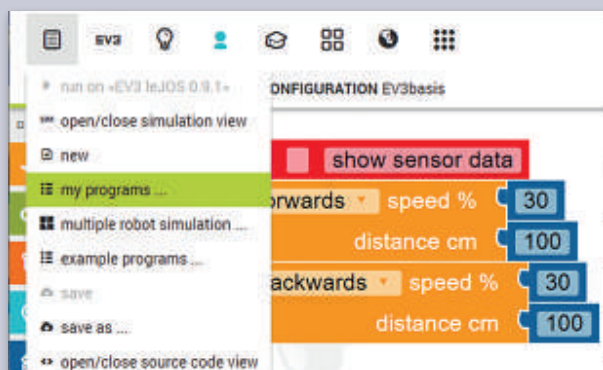 EV3
run on «EV3 leJOS 0.9.1»
ONFIGURATION EV3basis
open/close simulation view
new
show sensor data
my programs ...
orwards speed % 30
multiple robot simulation ...
distance cm 100
example programs ...
ackwards speed % 30
save
save as ...
distance cm 100
open/close source code view